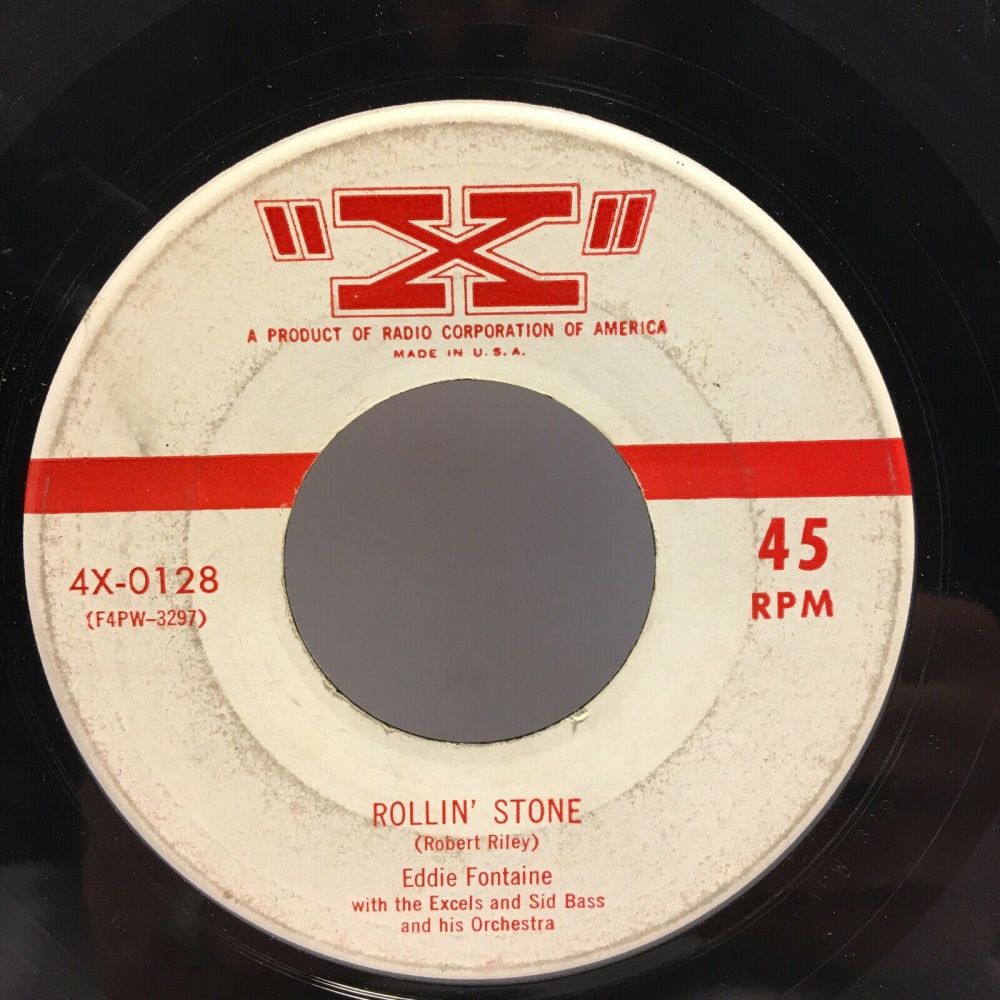 "X"
A PRODUCT OF RADIO CORPORATION OF AMERICA
MADE IN U.S.A.
4X-0128
(F4PW-3297)
45
RPM
ROLLIN' STONE
(Robert Riley)
Eddie Fontaine
with the Excels and Sid Bass
and his Orchestra